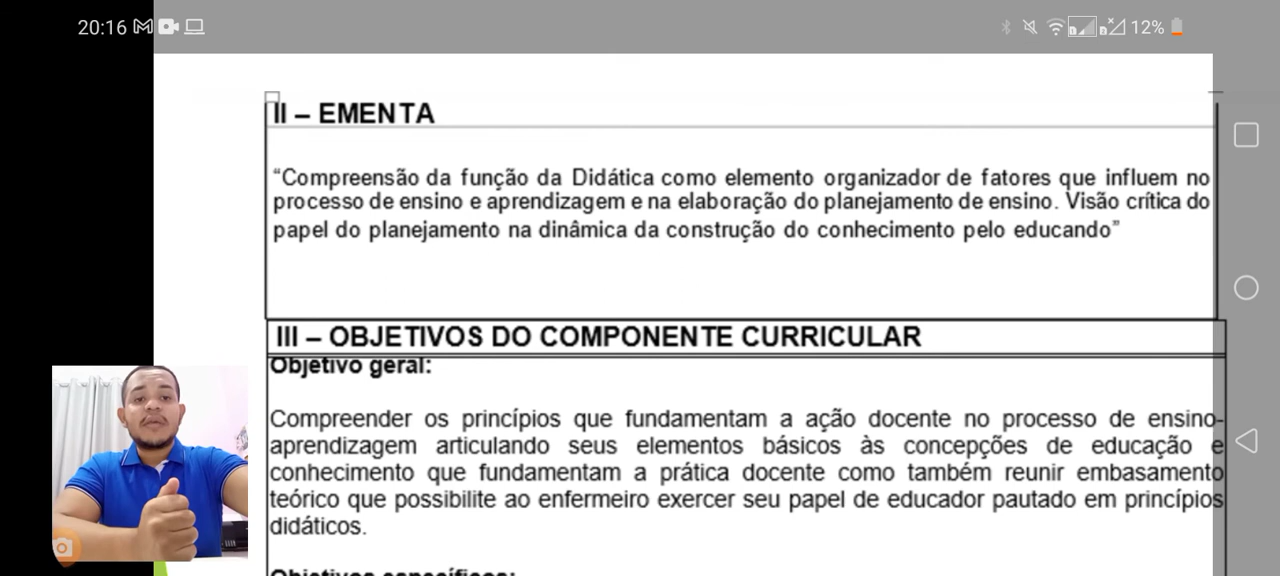 20:16
12%
II – EMENTA
“Compreensão da função da Didática como elemento organizador de fatores que influem no
processo de ensino e aprendizagem e na elaboração do planejamento de ensino. Visão crítica do
papel do planejamento na dinâmica da construção do conhecimento pelo educando”
III – OBJETIVOS DO COMPONENTE CURRICULAR
Objetivo geral:
Compreender os princípios que fundamentam a ação docente no processo de ensino-
aprendizagem articulando seus elementos básicos às concepções de educação e
conhecimento que fundamentam a prática docente como também reunir embasamento
teórico que possibilite ao enfermeiro exercer seu papel de educador pautado em princípios
didáticos.
Objetivos específicos: